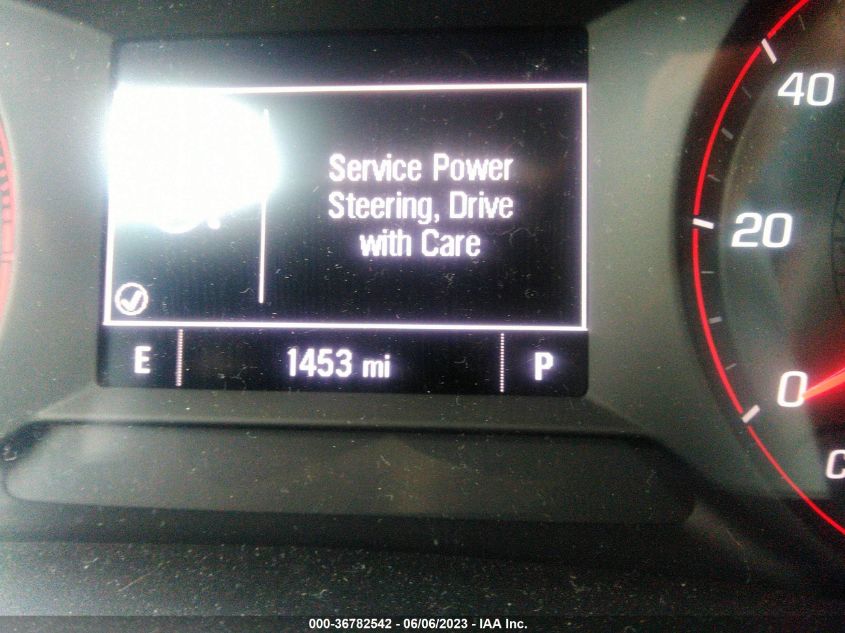 Service Power
Steering, Drive
with Care
E 1453 mi P
40
20
0
C
000-36782542 - 06/06/2023 - IAA Inc.